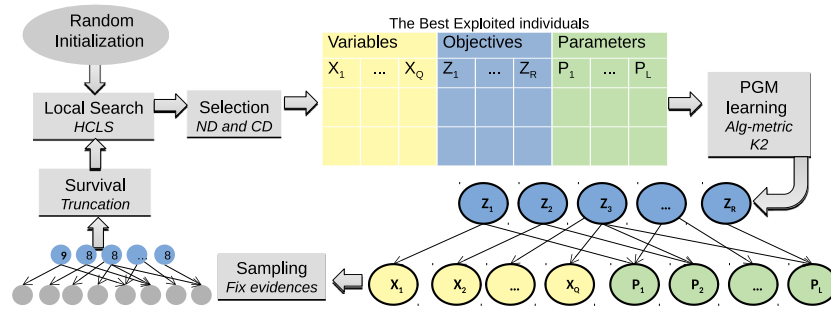 The Best Exploited individuals
Random
Initialization
Variables Objectives Parameters
X1 ... XQ Z1 ... ZR P1 ... PL
Local Search
HCLS
Selection
ND and CD
PGM
learning
Alg-metric
K2
Survival
Truncation
Z1 Z2 Z3 ... ZR
9 8 8 ... 8
Sampling
Fix evidences
X1 X2 ... XQ P1 P2 ... PL